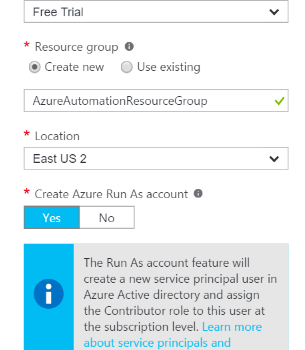 Free Trial
* Resource group
Create new Use existing
AzureAutomationResourceGroup
* Location
East US 2
* Create Azure Run As account
Yes No
The Run As account feature will
create a new service principal user in
Azure Active directory and assign
the Contributor role to this user at
the subscription level. Learn more
about service principals and